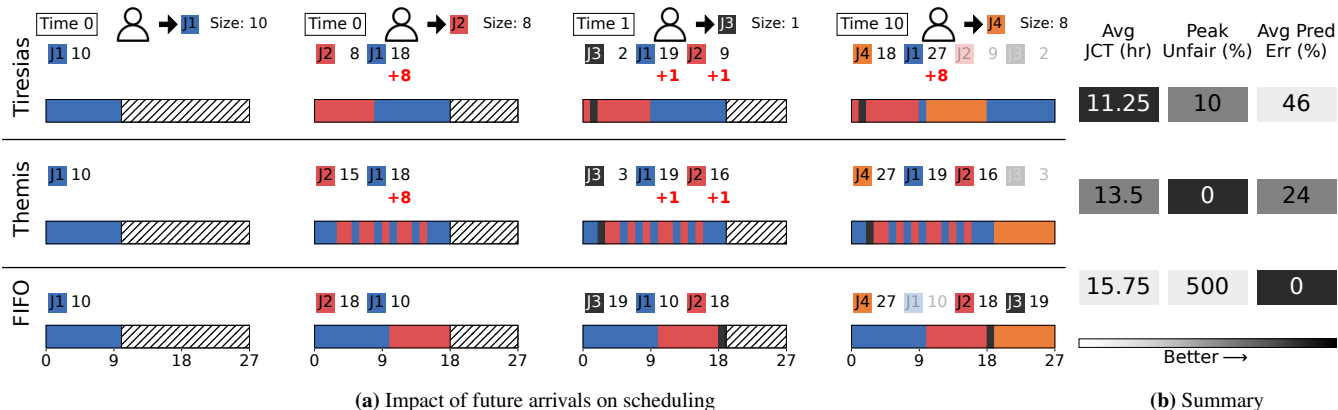 Time 0
J1
Size: 10
Time 0
J2
Size: 8
Time 1
J3
Size: 1
Time 10
J4
Size: 8
Tiresias
J1 10
J2 8 J1 18
+8
J3 2 J1 19 J2 9
+1 +1
J4 18 J1 27 J2 9 J3 2
+8
Themis
J1 10
J2 15 J1 18
+8
J3 3 J1 19 J2 16
+1 +1
J4 27 J1 19 J2 16 J3 3
FIFO
J1 10
J2 18 J1 10
J3 19 J1 10 J2 18
J4 27 J1 10 J2 18 J3 19
0 9 18 27
0 9 18 27
0 9 18 27
0 9 18 27
(a) Impact of future arrivals on scheduling
Avg JCT (hr)
Peak Unfair (%)
Avg Pred Err (%)
11.25 10 46
13.5 0 24
15.75 500 0
Better →
(b) Summary